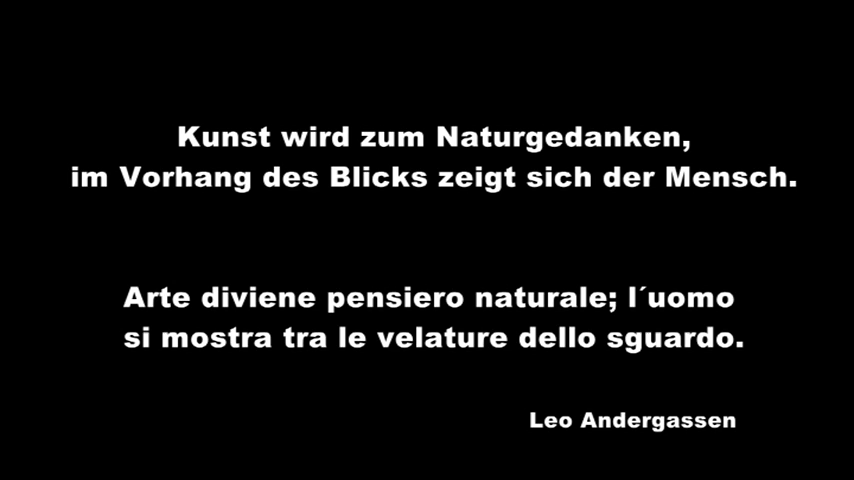 Kunst wird zum Naturgedanken,
im Vorhang des Blicks zeigt sich der Mensch.
Arte diviene pensiero naturale; l´uomo
si mostra tra le velature dello sguardo.
Leo Andergassen